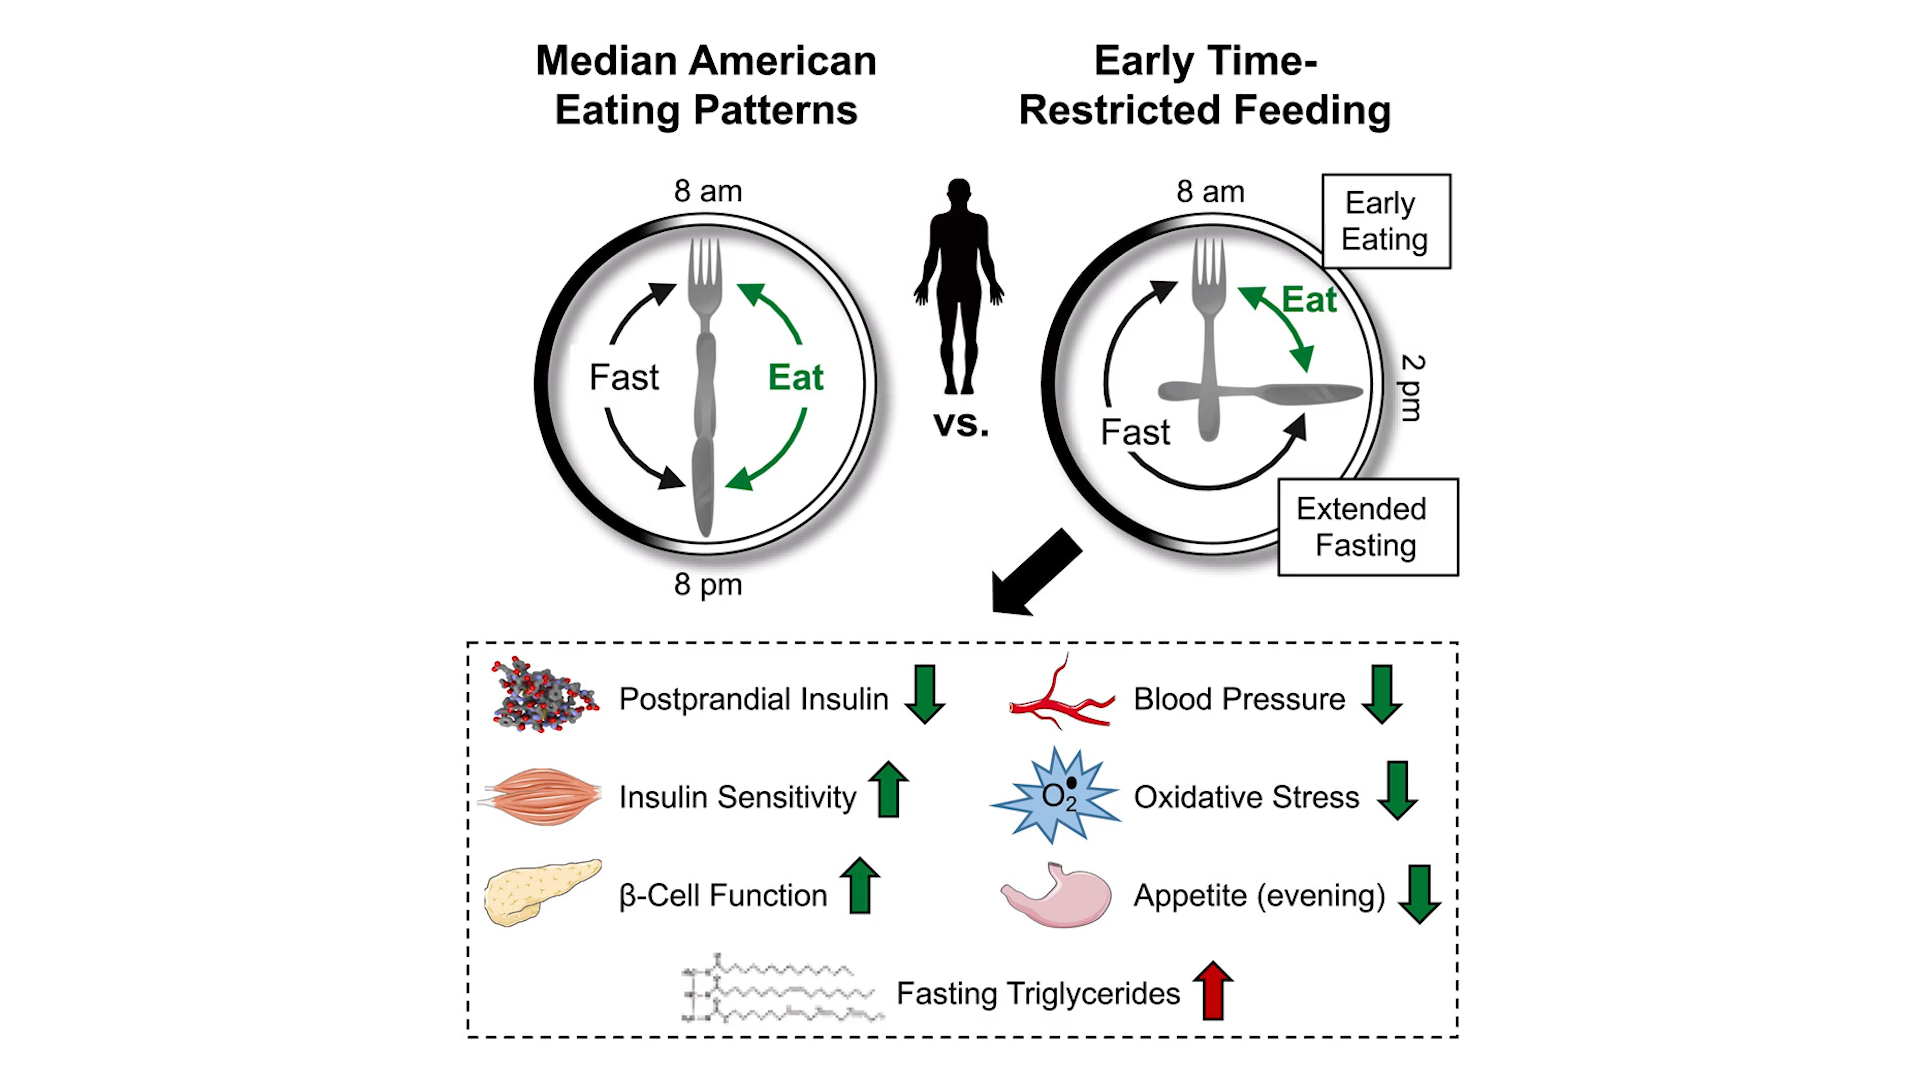 Median American
Eating Patterns
Early Time-
Restricted Feeding
8 am
Fast
Eat
8 pm
vs.
8 am
Early
Eating
Eat
2 pm
Fast
Extended
Fasting
Postprandial Insulin
Blood Pressure
Insulin Sensitivity
O2
Oxidative Stress
β-Cell Function
Appetite (evening)
Fasting Triglycerides